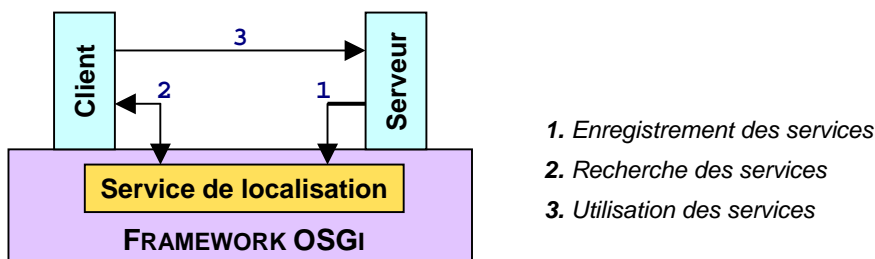 3
Client
2
1
Serveur
Service de localisation
FRAMEWORK OSGI
1. Enregistrement des services
2. Recherche des services
3. Utilisation des services